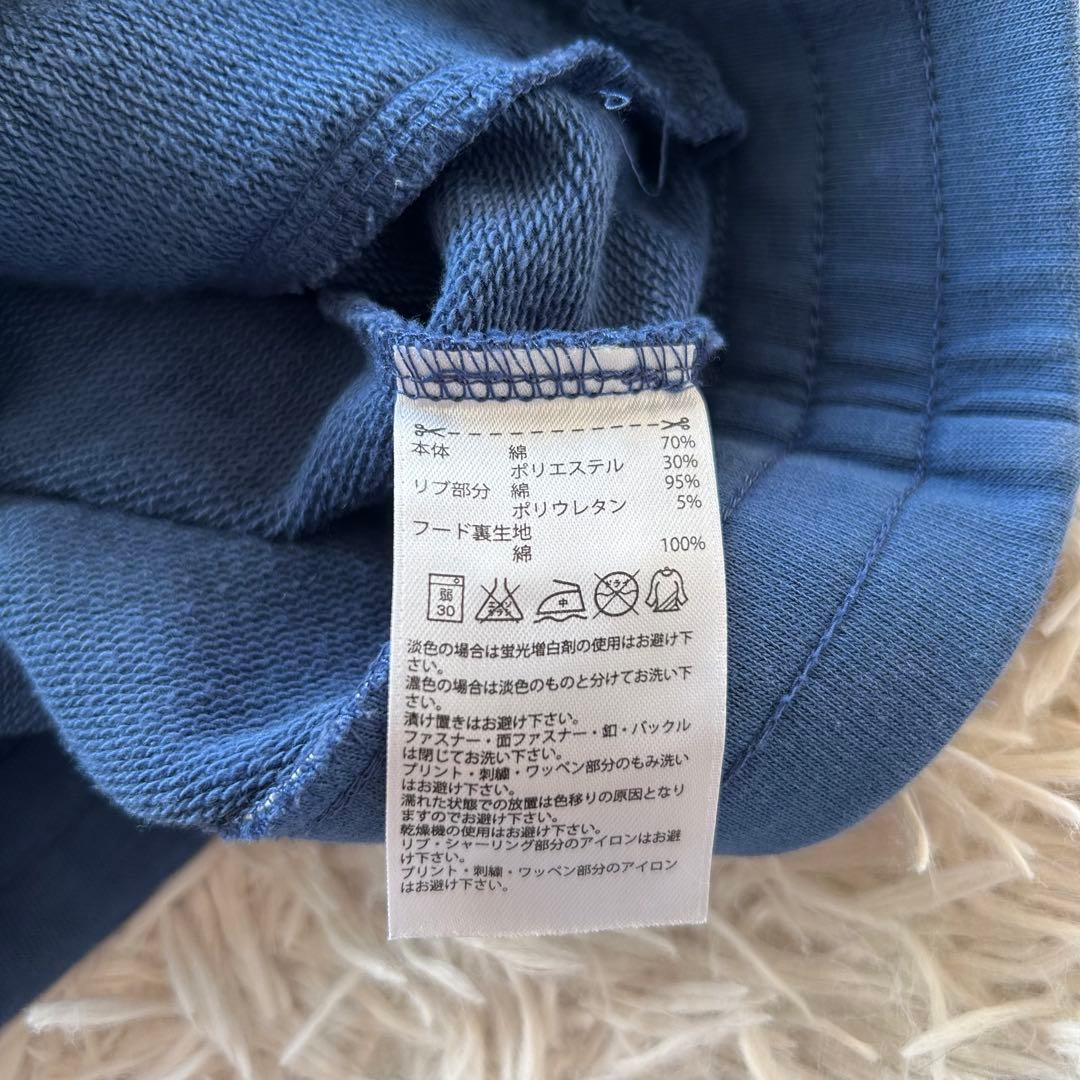 本体 綿 70%
ポリエステル 30%
リブ部分 綿 95%
ポリウレタン 5%
フード裏生地
綿 100%
弱 30 エンソ サラシ 中 ドライ
淡色の場合は蛍光増白剤の使用はお避け下
さい。
濃色の場合は淡色のものと分けてお洗い下
さい。
漬け置きはお避け下さい。
ファスナー・面ファスナー・釦・バックル
は閉じてお洗い下さい。
プリント・刺繍・ワッペン部分のもみ洗い
はお避け下さい。
濡れた状態での放置は色移りの原因となり
ますのでお避け下さい。
乾燥機の使用はお避け下さい。
リブ・シャーリング部分のアイロンはお避
け下さい。
プリント・刺繍・ワッペン部分のアイロン
はお避け下さい。